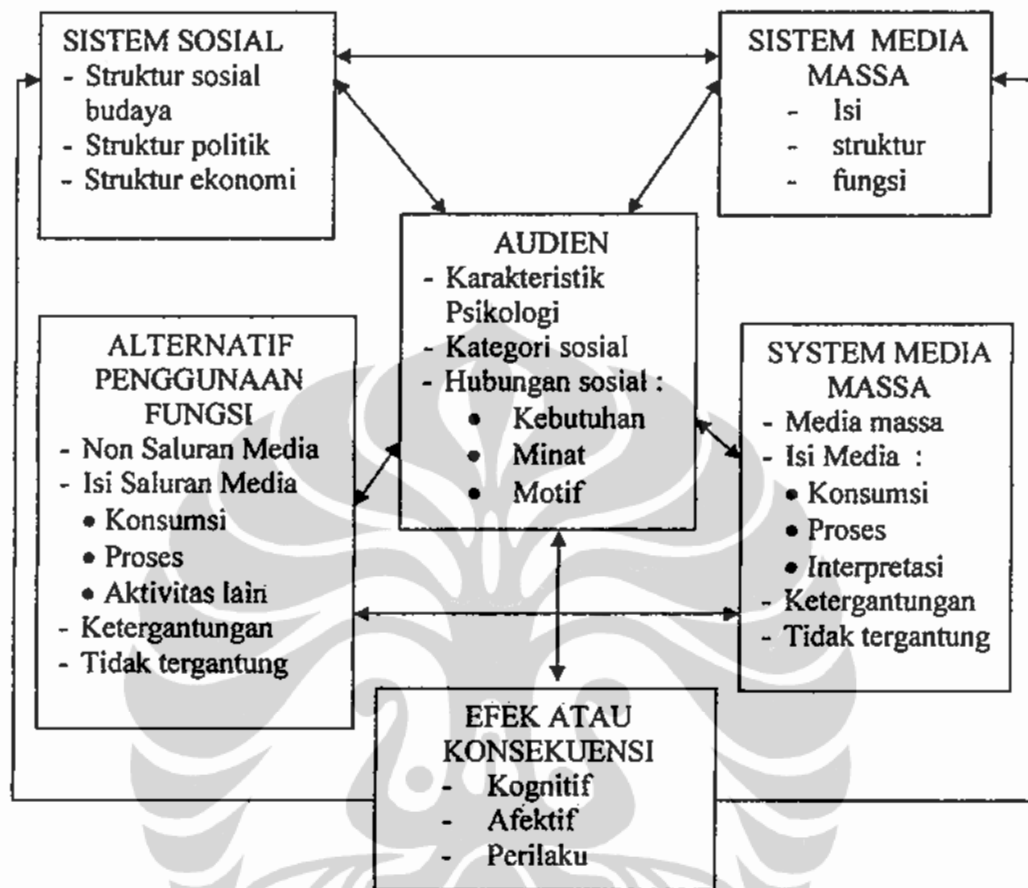 SISTEM SOSIAL
- Struktur sosial
budaya
- Struktur politik
- Struktur ekonomi
SISTEM MEDIA
MASSA
- Isi
- struktur
- fungsi
AUDIEN
- Karakteristik
Psikologi
- Kategori sosial
- Hubungan sosial :
• Kebutuhan
• Minat
• Motif
ALTERNATIF
PENGGUNAAN
FUNGSI
- Non Saluran Media
- Isi Saluran Media
• Konsumsi
• Proses
• Aktivitas lain
- Ketergantungan
- Tidak tergantung
SYSTEM MEDIA
MASSA
- Media massa
- Isi Media :
• Konsumsi
• Proses
• Interpretasi
- Ketergantungan
- Tidak tergantung
EFEK ATAU
KONSEKUENSI
- Kognitif
- Afektif
- Perilaku